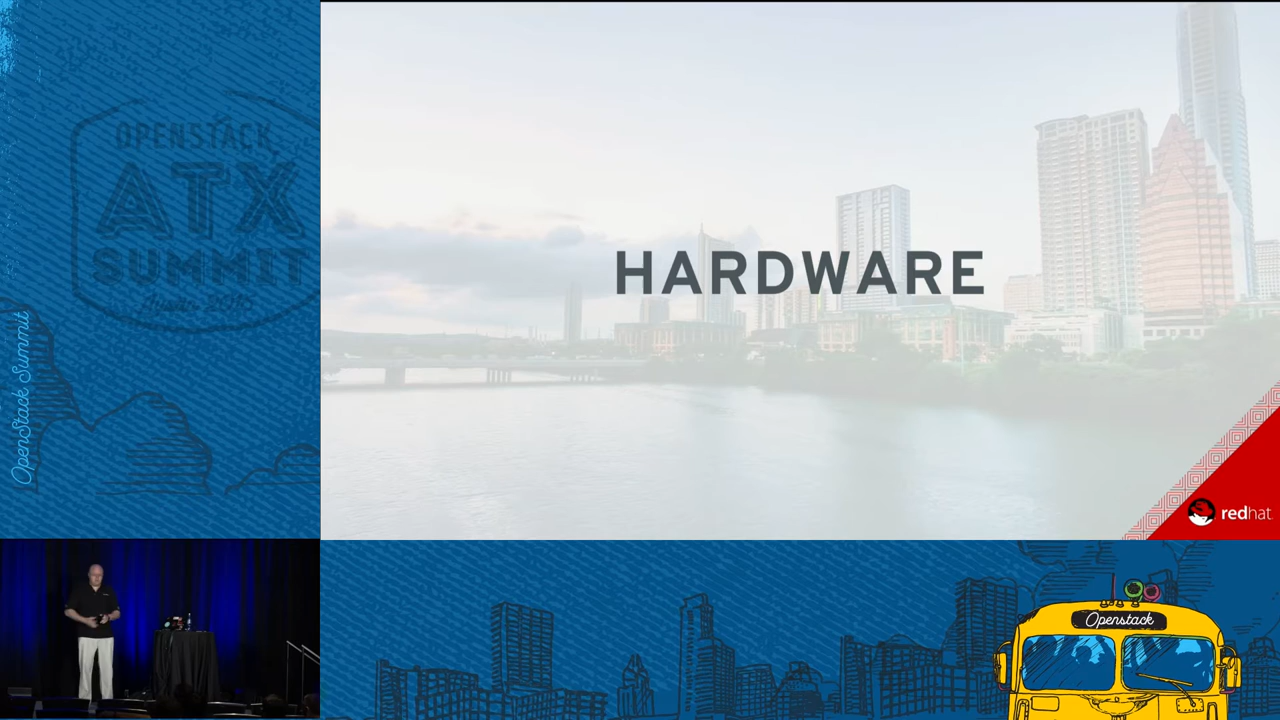 OPENSTACK
ATX
SUMMIT
OpenStack Summit
HARDWARE
redhat.
Openstack